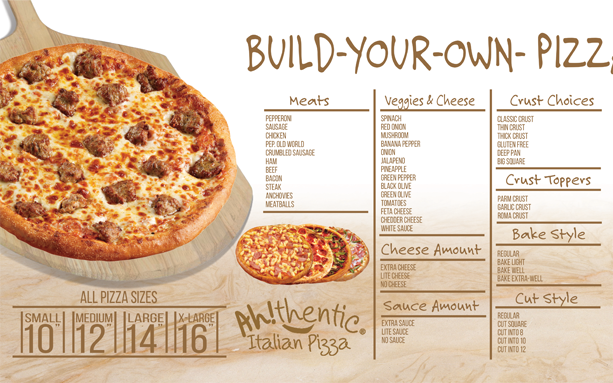 BUILD-YOUR-OWN- PIZZ
Meats
PEPPERONI
SAUSAGE
CHICKEN
PEP. OLD WORLD
CRUMBLED SAUSAGE
HAM
BEEF
BACON
STEAK
ANCHOVIES
MEATBALLS
Veggies & Cheese
SPINACH
RED ONION
MUSHROOM
BANANA PEPPER
ONION
JALAPENO
PINEAPPLE
GREEN PEPPER
BLACK OLIVE
GREEN OLIVE
TOMATOES
FETA CHEESE
CHEDDER CHEESE
WHITE SAUCE
Cheese Amount
EXTRA CHEESE
LITE CHEESE
NO CHEESE
Sauce Amount
EXTRA SAUCE
LITE SAUCE
NO SAUCE
Crust Choices
CLASSIC CRUST
THIN CRUST
THICK CRUST
GLUTEN FREE
DEEP PAN
BIG SQUARE
Crust Toppers
PARM CRUST
GARLIC CRUST
ROMA CRUST
Bake Style
REGULAR
BAKE LIGHT
BAKE WELL
BAKE EXTRA-WELL
Cut Style
REGULAR
CUT SQUARE
CUT INTO 8
CUT INTO 10
CUT INTO 12
ALL PIZZA SIZES
SMALL
10"
MEDIUM
12"
LARGE
14"
X-LARGE
16"
Ah!thentic
Italian Pizza